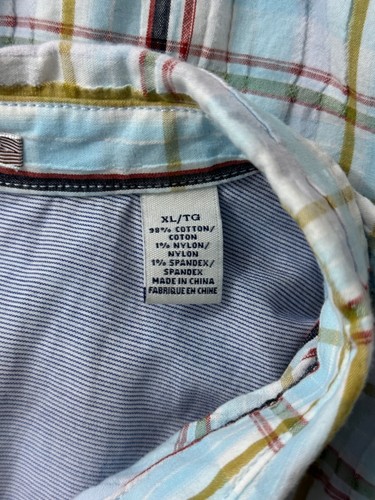 XL/TG
98% COTTON/
COTON
1% NYLON/
NYLON
1% SPANDEX/
SPANDEX
MADE IN CHINA
FABRIQUE EN CHINE